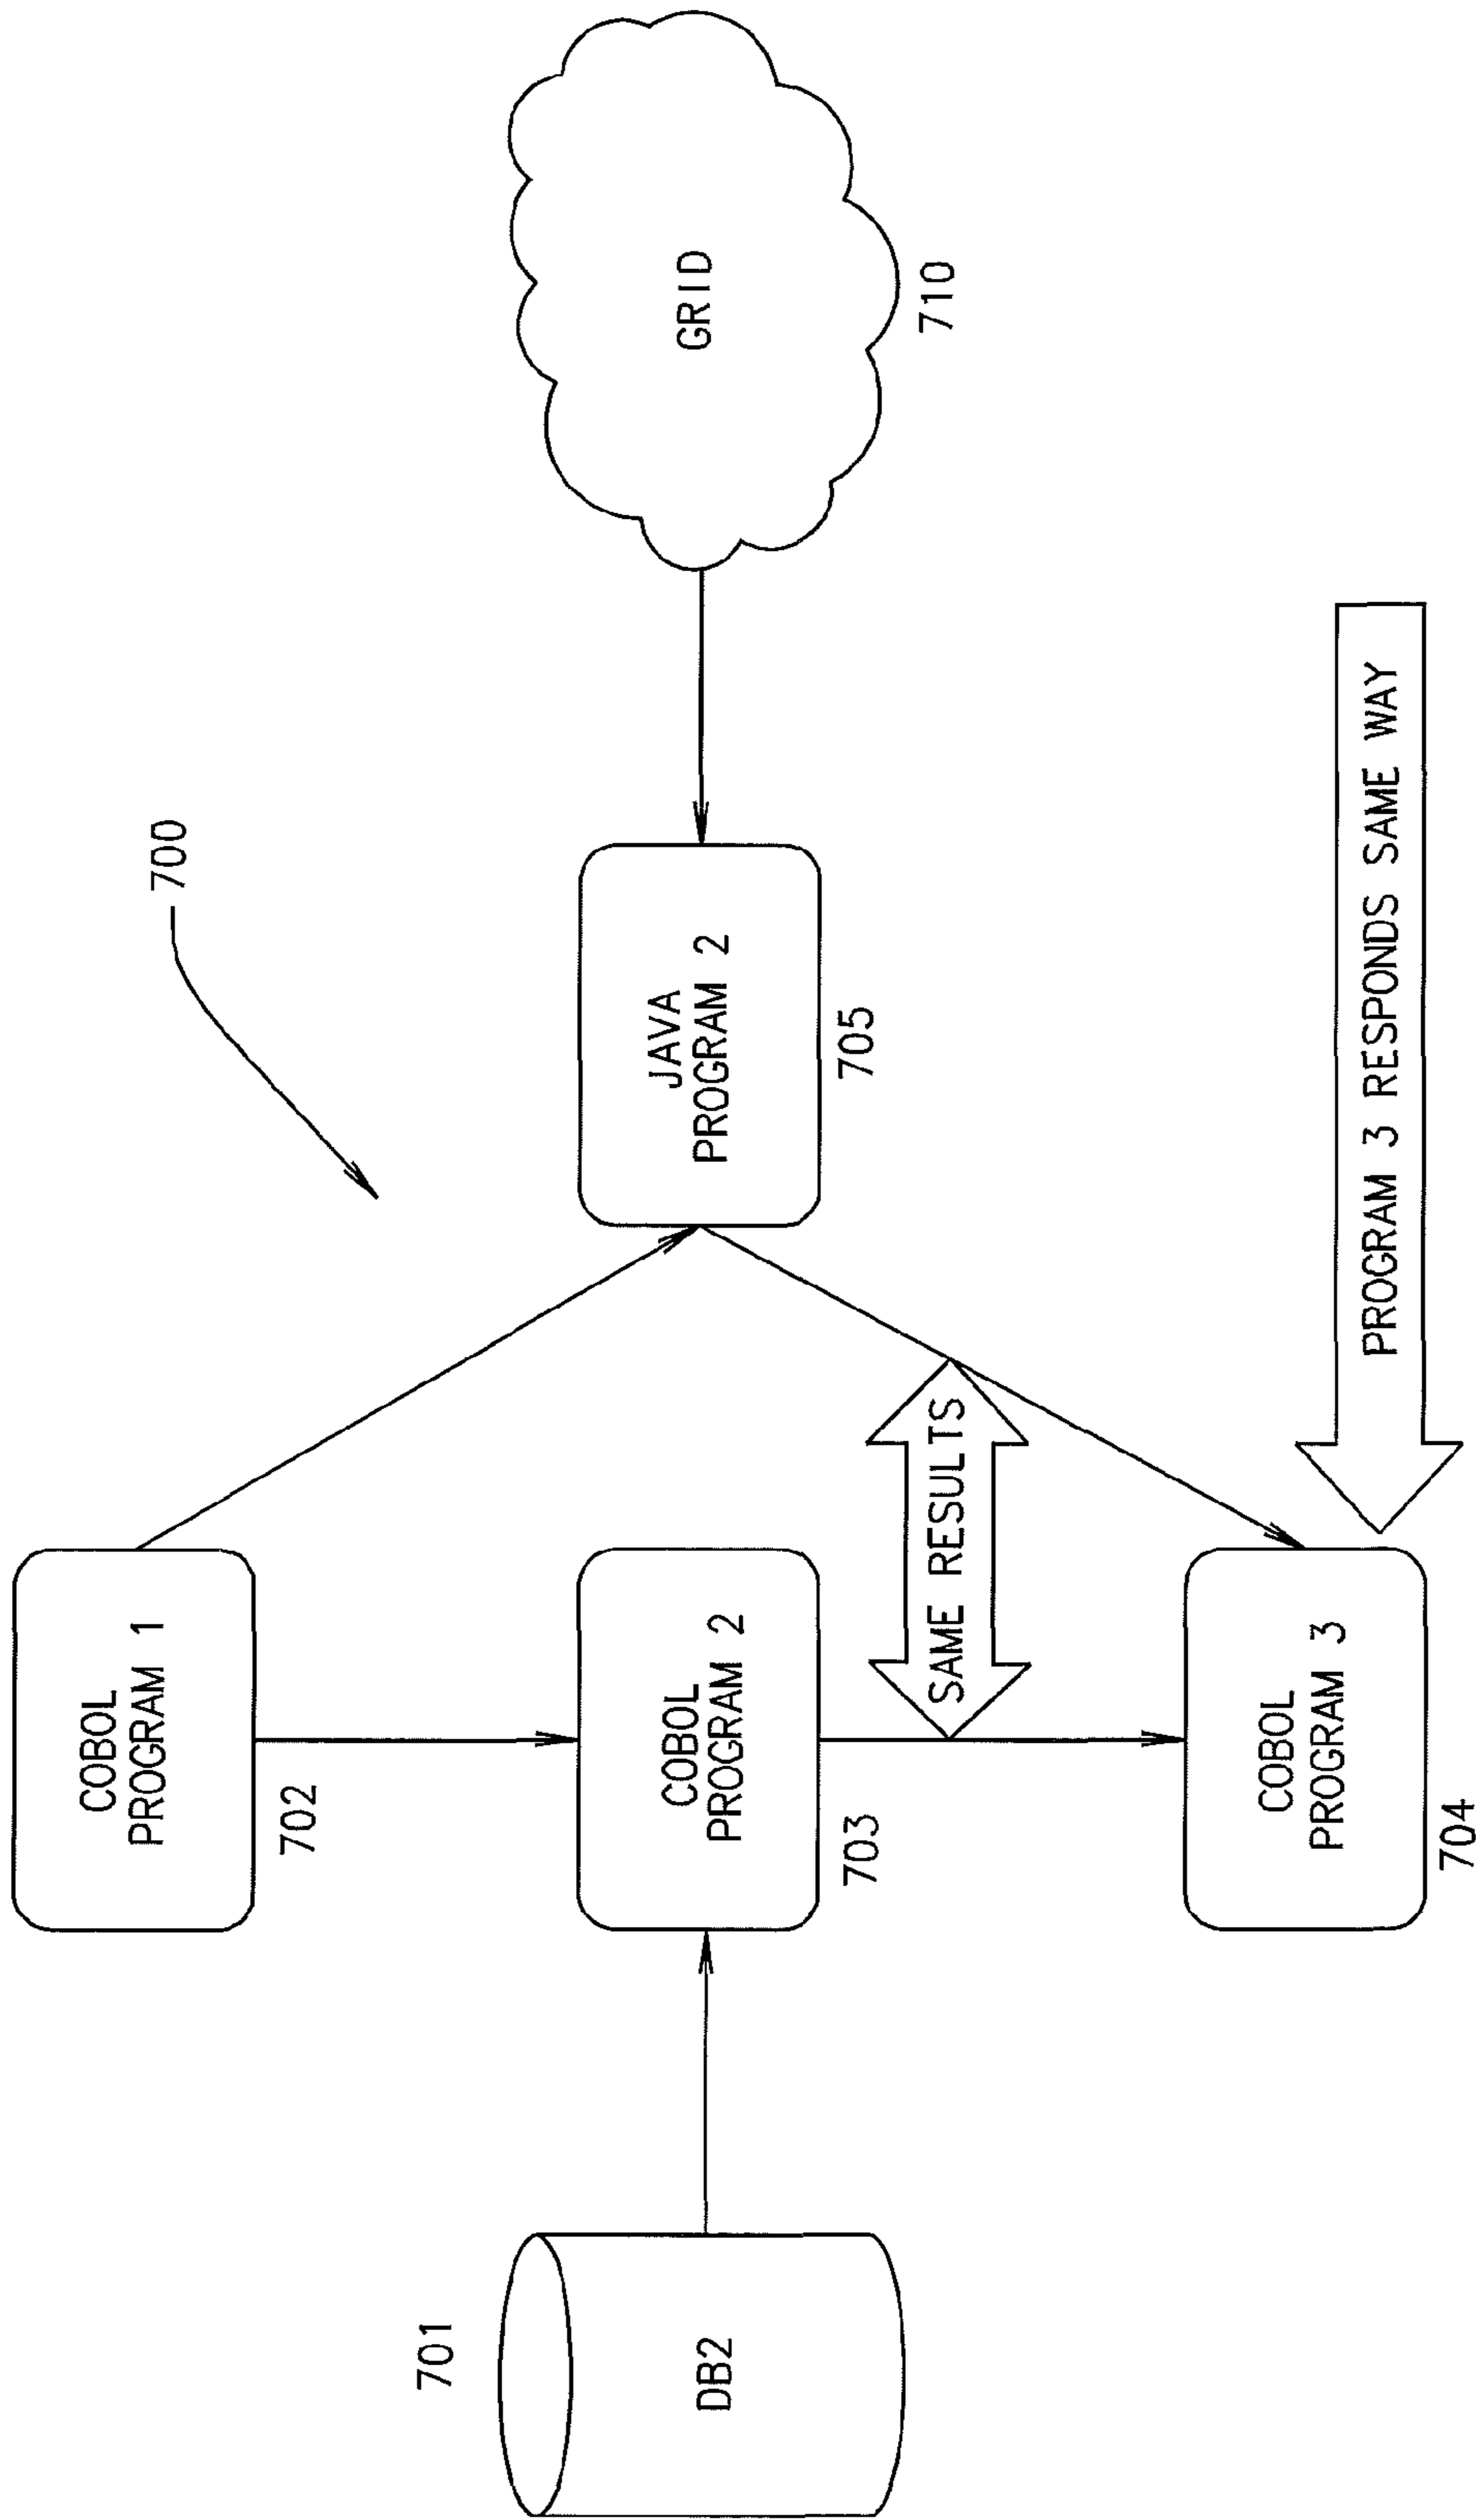 COBOL
PROGRAM 1
700
702
701
DB2
COBOL
PROGRAM 2
JAVA
PROGRAM 2
GRID
703
705
710
SAME RESULTS
COBOL
PROGRAM 3
PROGRAM 3 RESPONDS SAME WAY
704